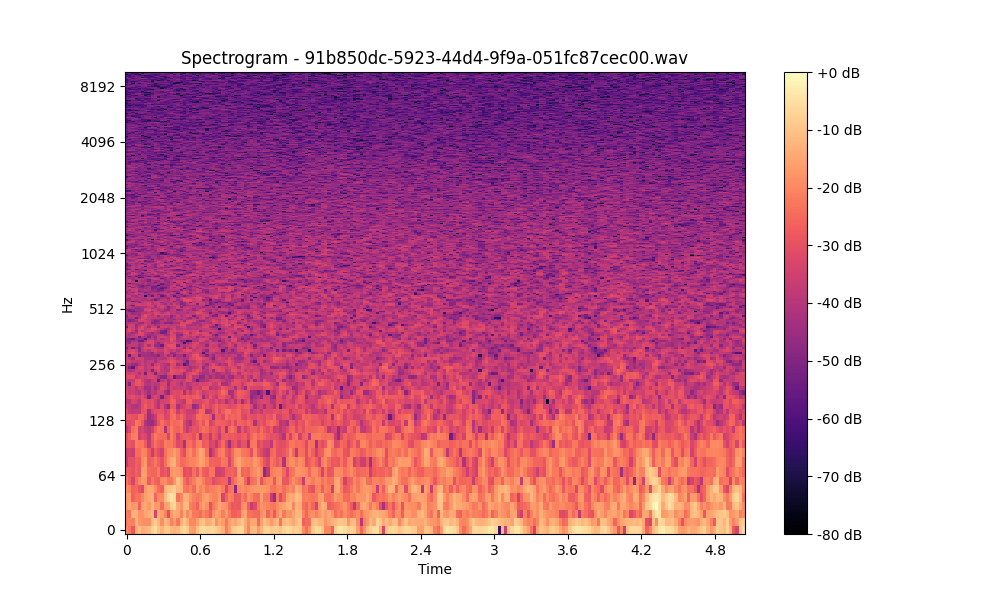 Spectrogram - 91b850dc-5923-44d4-9f9a-051fc87cec00.wav
Hz
8192
4096
2048
1024
512
256
128
64
0
0 0.6 1.2 1.8 2.4 3 3.6 4.2 4.8
Time
+0 dB
-10 dB
-20 dB
-30 dB
-40 dB
-50 dB
-60 dB
-70 dB
-80 dB